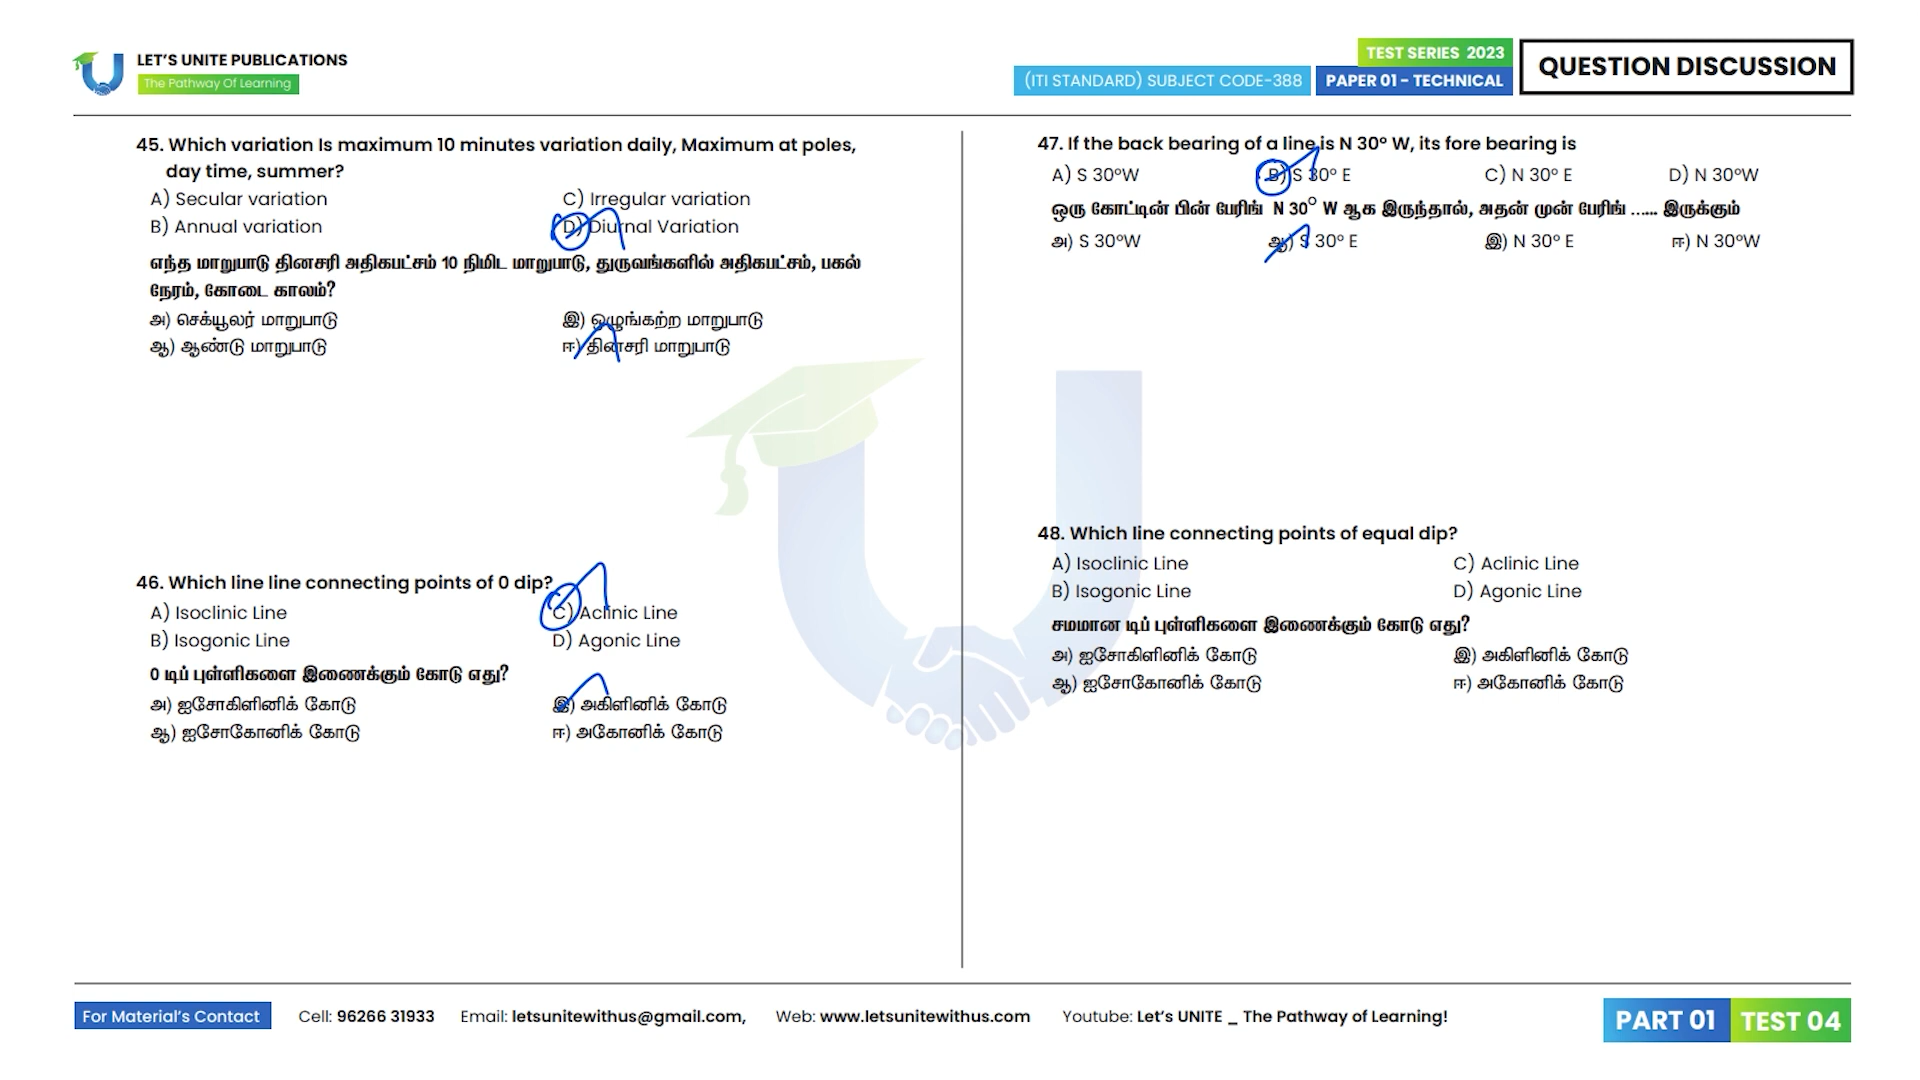 LET'S UNITE PUBLICATIONS
The Pathway Of Learning
TEST SERIES 2023
(ITI STANDARD) SUBJECT CODE-388
PAPER 01 - TECHNICAL
QUESTION DISCUSSION
45. Which variation Is maximum 10 minutes variation daily, Maximum at poles,
day time, summer?
A) Secular variation
C) Irregular variation
B) Annual variation
D) Diurnal Variation
எந்த மாறுபாடு தினசரி அதிகபட்சம் 10 நிமிட மாறுபாடு, துருவங்களில் அதிகபட்சம், பகல்
நேரம், கோடை காலம்?
அ) செக்யூலர் மாறுபாடு
இ) ஒழுங்கற்ற மாறுபாடு
ஆ) ஆண்டு மாறுபாடு
ஈ) தினசரி மாறுபாடு
46. Which line line connecting points of 0 dip?
A) Isoclinic Line
C) Aclinic Line
B) Isogonic Line
D) Agonic Line
0 டிப் புள்ளிகளை இணைக்கும் கோடு எது?
அ) ஐசோகிளினிக் கோடு
இ) அகிளினிக் கோடு
ஆ) ஐசோகோனிக் கோடு
ஈ) அகோனிக் கோடு
47. If the back bearing of a line is N 30° W, its fore bearing is
A) S 30°W
B) S 30° E
C) N 30° E
D) N 30°W
ஒரு கோட்டின் பின் பேரிங் N 30° W ஆக இருந்தால், அதன் முன் பேரிங் ...... இருக்கும்
அ) S 30°W
ஆ) S 30° E
இ) N 30° E
ஈ) N 30°W
48. Which line connecting points of equal dip?
A) Isoclinic Line
C) Aclinic Line
B) Isogonic Line
D) Agonic Line
சமமான டிப் புள்ளிகளை இணைக்கும் கோடு எது?
அ) ஐசோகிளினிக் கோடு
இ) அகிளினிக் கோடு
ஆ) ஐசோகோனிக் கோடு
ஈ) அகோனிக் கோடு
For Material's Contact
Cell: 96266 31933
Email: letsunitewithus@gmail.com,
Web: www.letsunitewithus.com
Youtube: Let's UNITE _ The Pathway of Learning!
PART 01
TEST 04